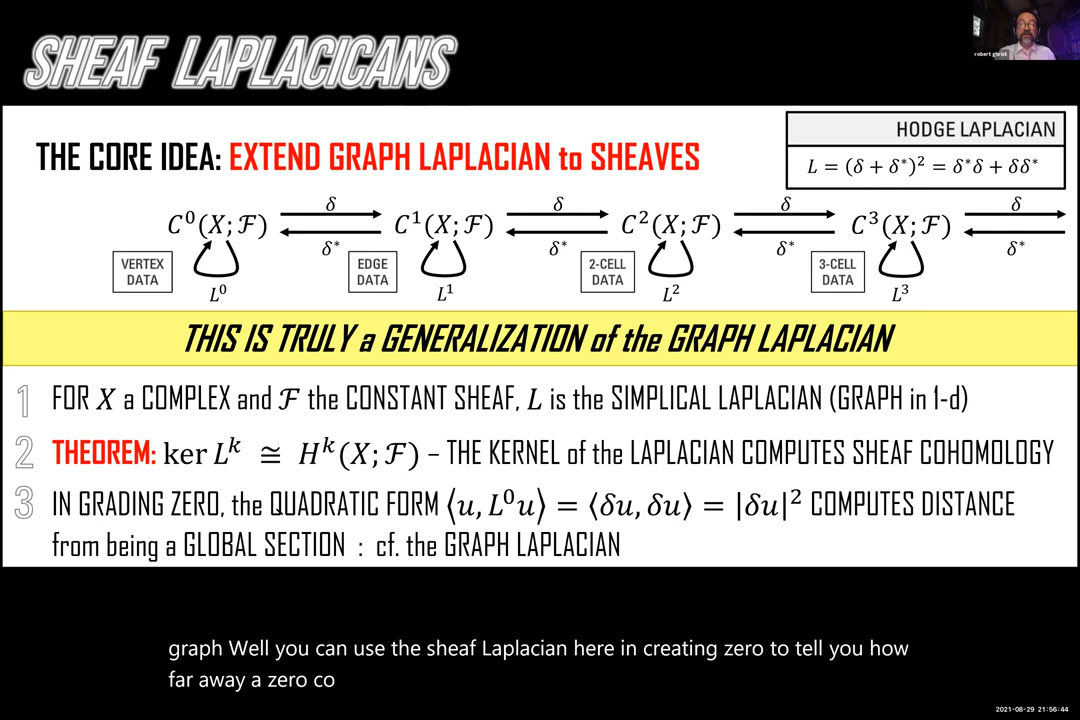 SHEAF LAPLACICANS
robert ghrist
THE CORE IDEA: EXTEND GRAPH LAPLACIAN to SHEAVES
HODGE LAPLACIAN
L = (δ + δ*)² = δ*δ + δδ*
C⁰(X; ℱ) δ δ* C¹(X; ℱ) δ δ* C²(X; ℱ) δ δ* C³(X; ℱ) δ δ*
VERTEX DATA L⁰ EDGE DATA L¹ 2-CELL DATA L² 3-CELL DATA L³
THIS IS TRULY a GENERALIZATION of the GRAPH LAPLACIAN
1 FOR X a COMPLEX and ℱ the CONSTANT SHEAF, L is the SIMPLICAL LAPLACIAN (GRAPH in 1-d)
2 THEOREM: ker Lᵏ ≅ Hᵏ(X; ℱ) – THE KERNEL of the LAPLACIAN COMPUTES SHEAF COHOMOLOGY
3 IN GRADING ZERO, the QUADRATIC FORM ⟨u, L⁰u⟩ = ⟨δu, δu⟩ = |δu|² COMPUTES DISTANCE
from being a GLOBAL SECTION : cf. the GRAPH LAPLACIAN
graph Well you can use the sheaf Laplacian here in creating zero to tell you how
far away a zero co
2021-08-29 21:56:44